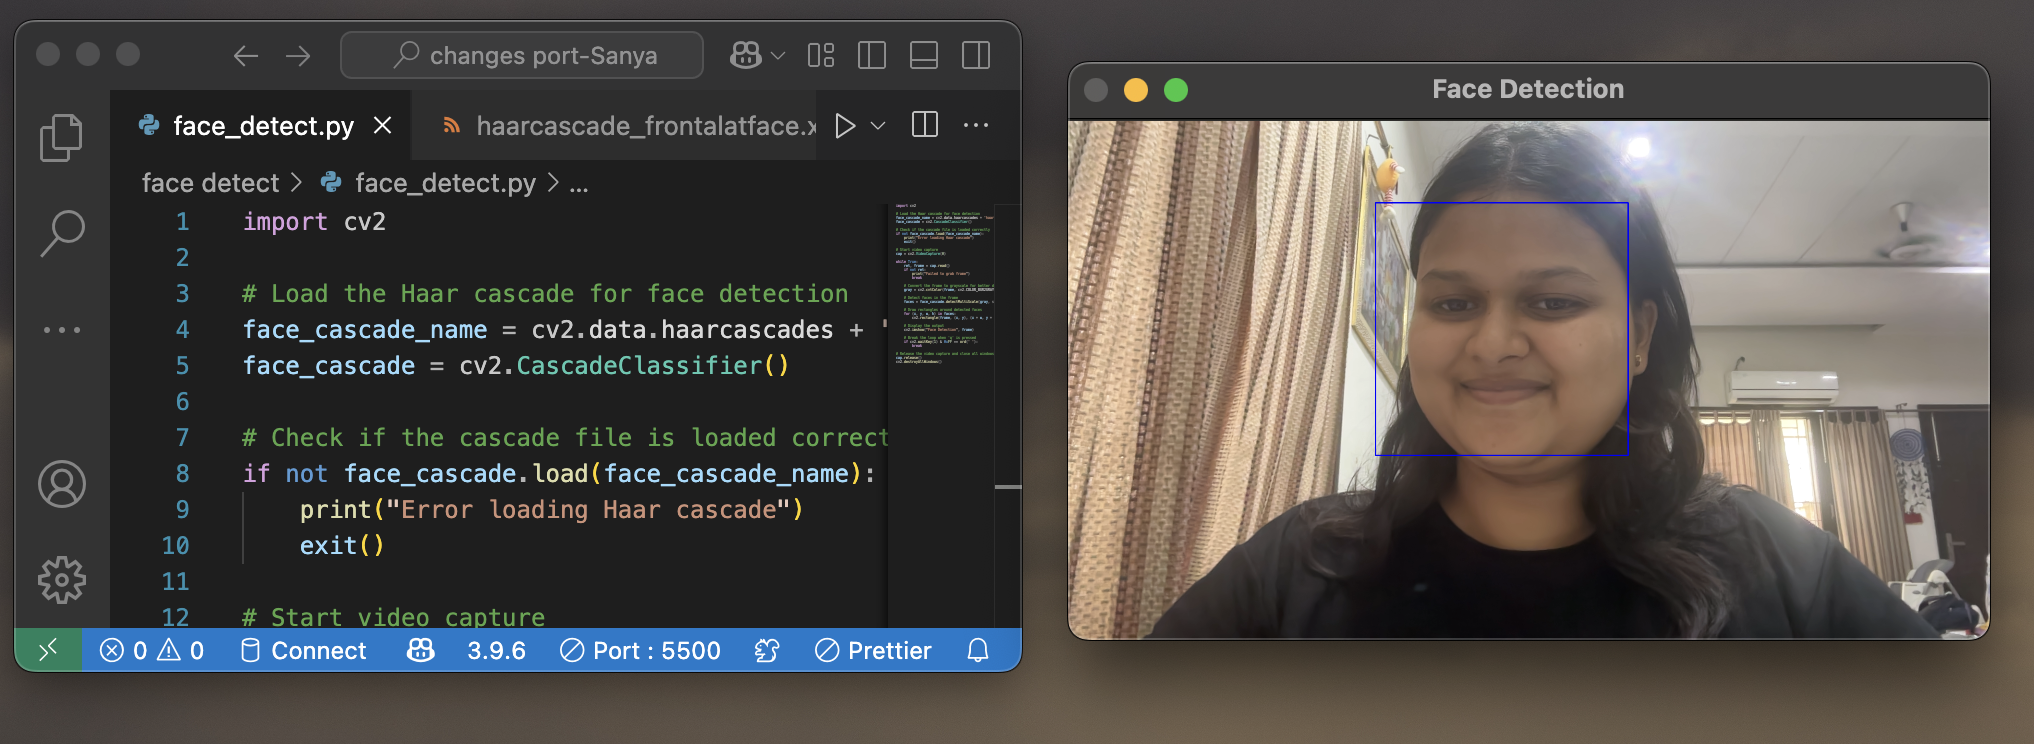 changes port-Sanya
face_detect.py
haarcascade_frontalatface.x
face detect > face_detect.py > ...
1 import cv2
2
3 # Load the Haar cascade for face detection
4 face_cascade_name = cv2.data.haarcascades + '
5 face_cascade = cv2.CascadeClassifier()
6
7 # Check if the cascade file is loaded correct
8 if not face_cascade.load(face_cascade_name):
9 print("Error loading Haar cascade")
10 exit()
11
12 # Start video capture
0 0 Connect 3.9.6 Port : 5500 Prettier
Face Detection